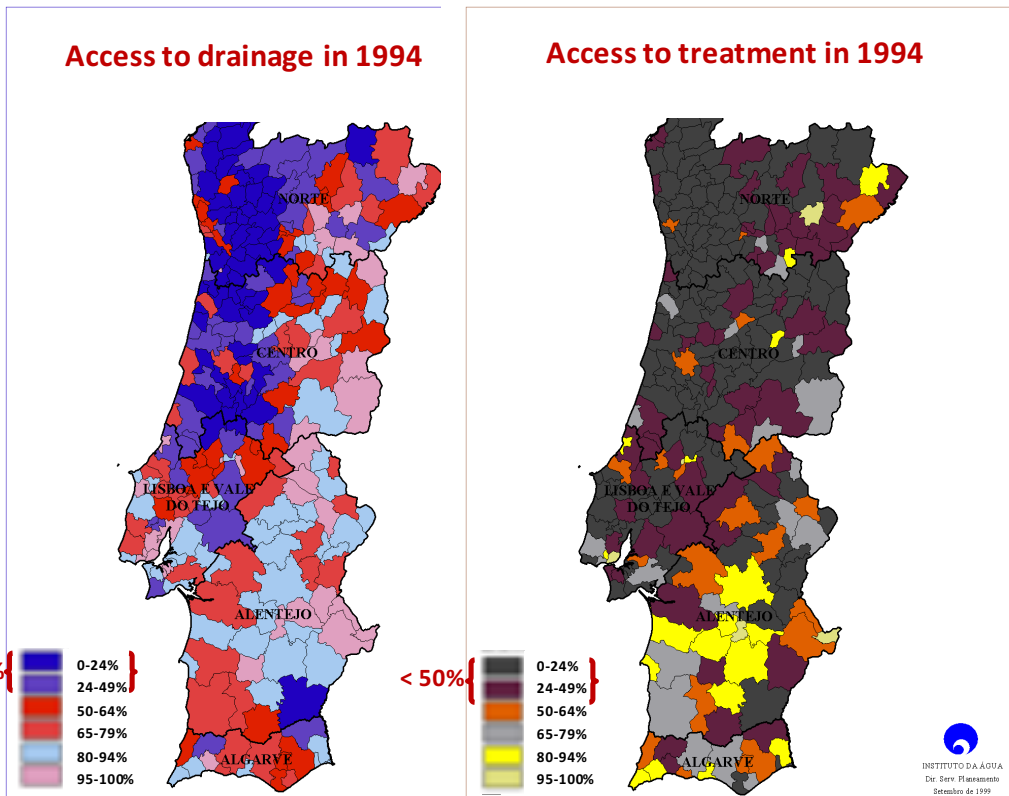 Access to drainage in 1994
NORTE
CENTRO
LISBOA E VALE
DO TEJO
ALENTEJO
ALGARVE
%
0-24%
24-49%
50-64%
65-79%
80-94%
95-100%
Access to treatment in 1994
NORTE
CENTRO
LISBOA E VALE
DO TEJO
ALENTEJO
ALGARVE
< 50%
0-24%
24-49%
50-64%
65-79%
80-94%
95-100%
INSTITUTO DA ÁGUA
Dir. Serv. Planeamento
Setembro de 1999